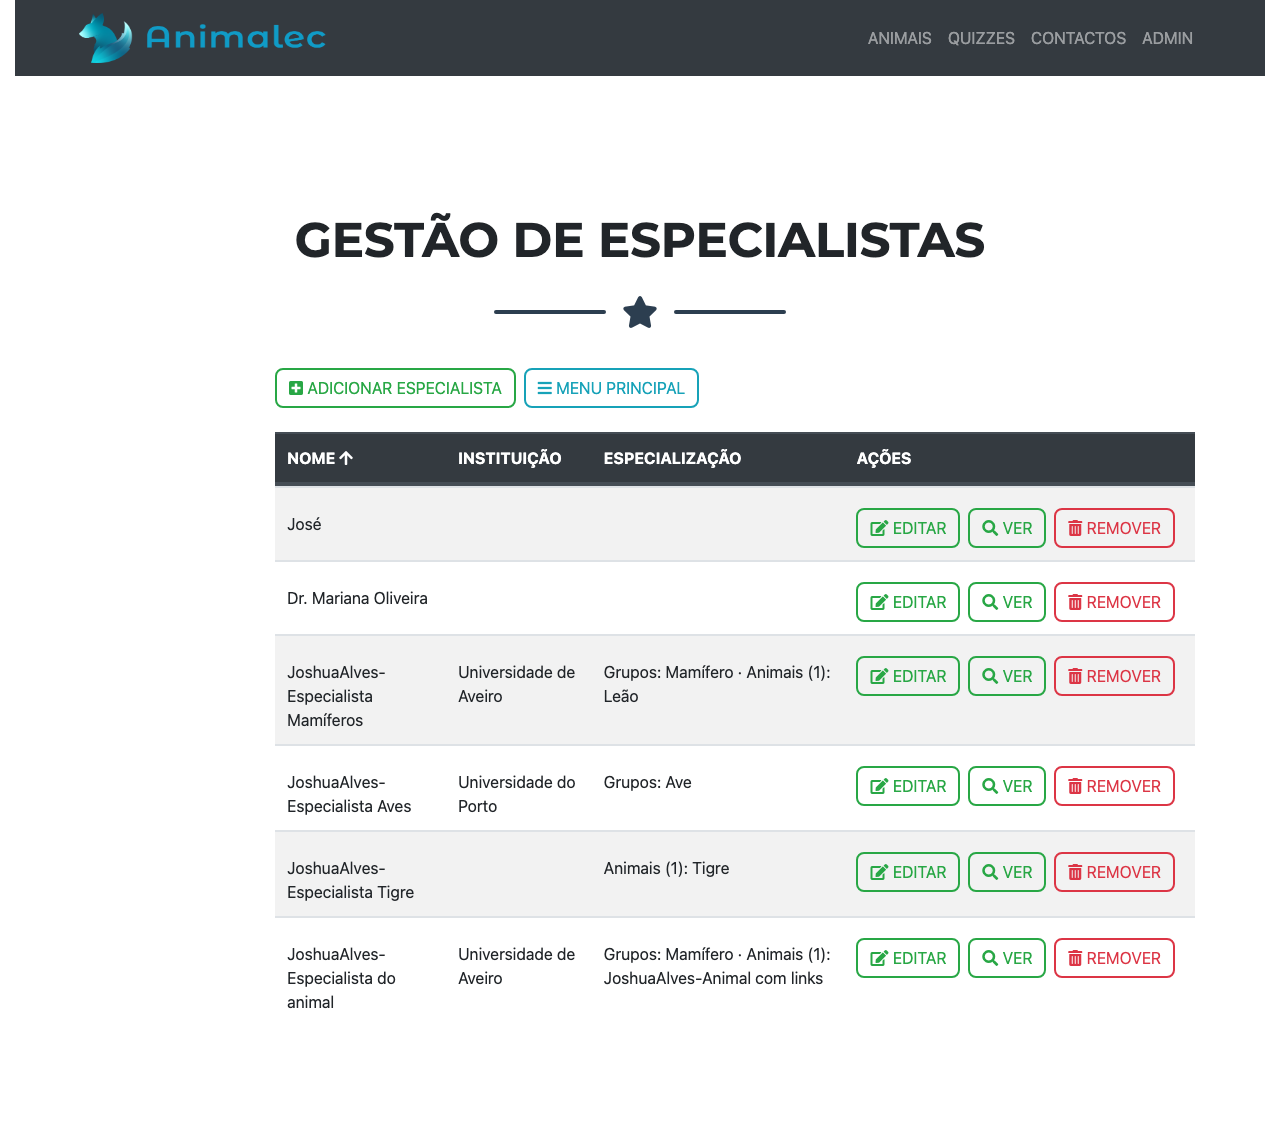 Animalec
ANIMAIS QUIZZES CONTACTOS ADMIN
GESTÃO DE ESPECIALISTAS
ADICIONAR ESPECIALISTA MENU PRINCIPAL
NOME INSTITUIÇÃO ESPECIALIZAÇÃO AÇÕES
José EDITAR VER REMOVER
Dr. Mariana Oliveira EDITAR VER REMOVER
JoshuaAlves-
Especialista
Mamíferos
Universidade de
Aveiro
Grupos: Mamífero · Animais (1):
Leão
EDITAR VER REMOVER
JoshuaAlves-
Especialista Aves
Universidade do
Porto
Grupos: Ave
EDITAR VER REMOVER
JoshuaAlves-
Especialista Tigre
Animais (1): Tigre
EDITAR VER REMOVER
JoshuaAlves-
Especialista do
animal
Universidade de
Aveiro
Grupos: Mamífero · Animais (1):
JoshuaAlves-Animal com links
EDITAR VER REMOVER